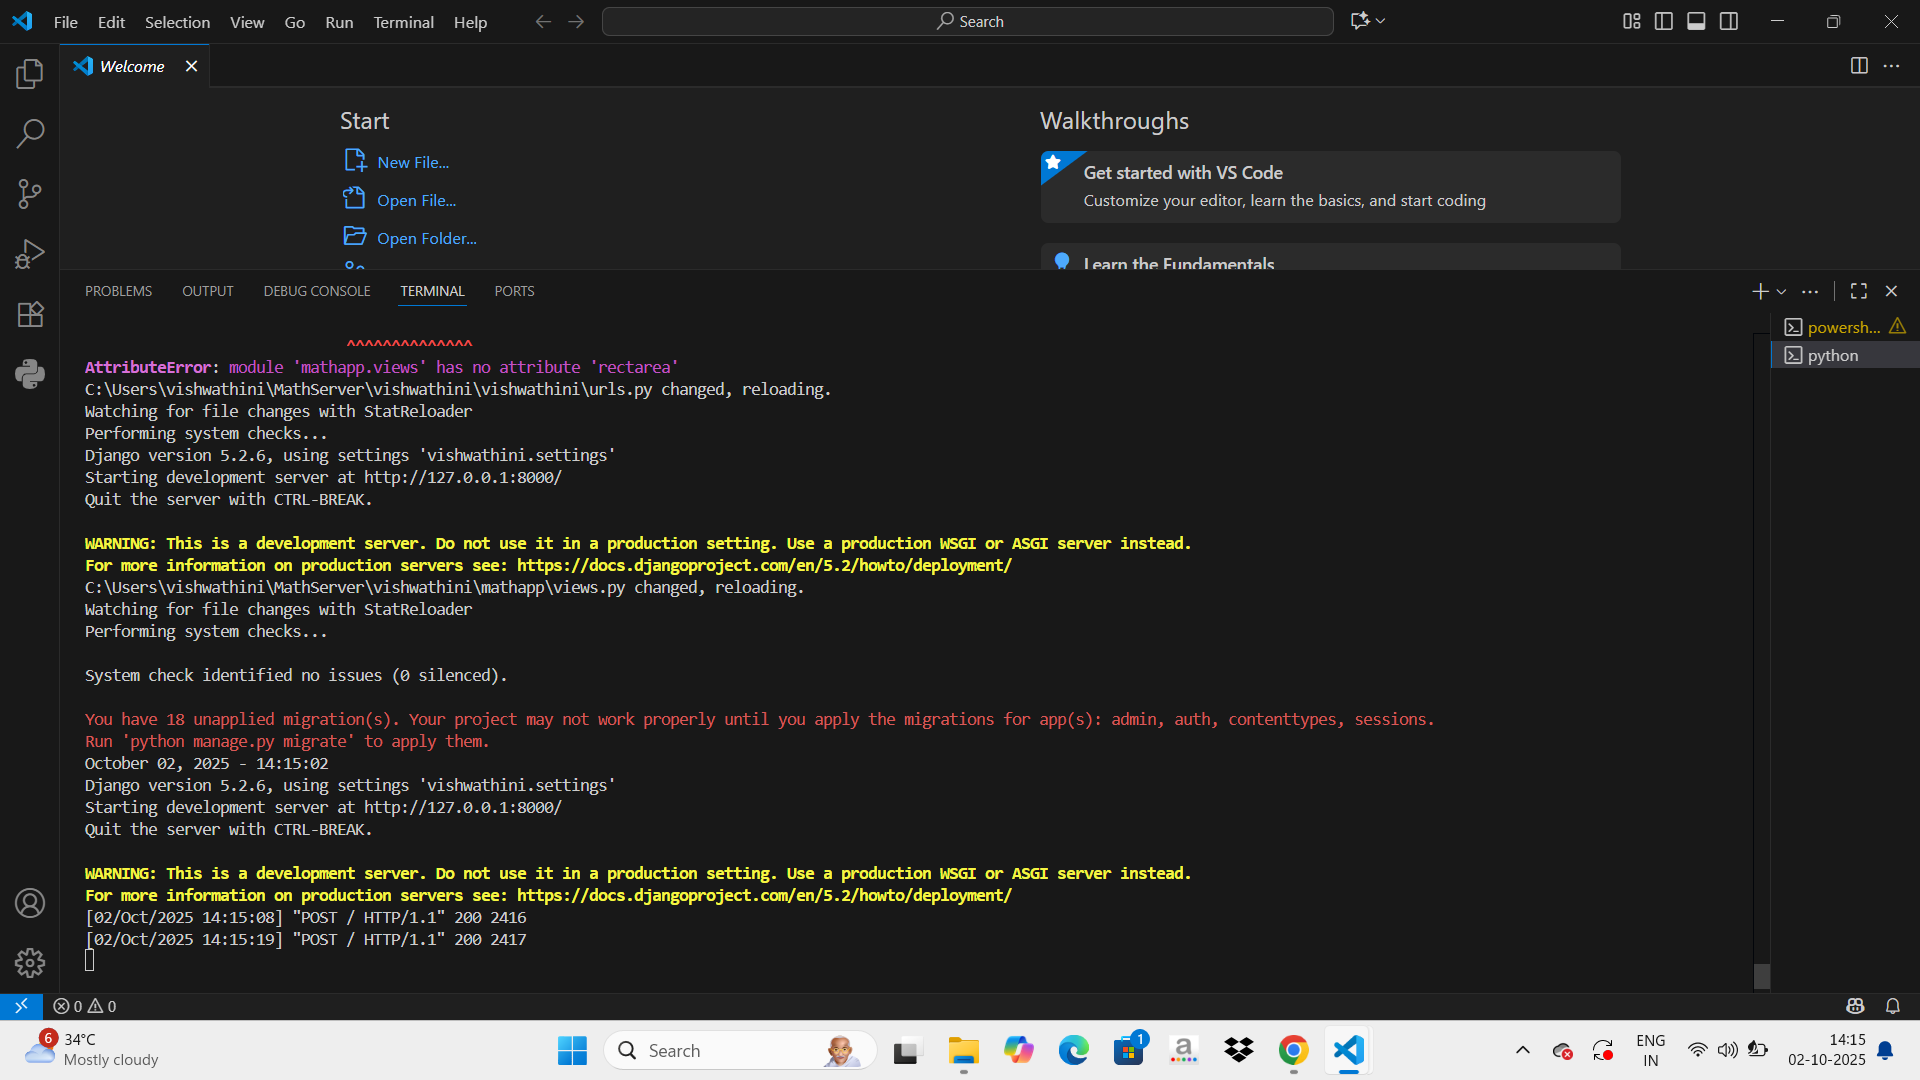 File Edit Selection View Go Run Terminal Help
Search
Welcome
Start
New File...
Open File...
Open Folder...
Walkthroughs
Get started with VS Code
Customize your editor, learn the basics, and start coding
Learn the Fundamentals
PROBLEMS OUTPUT DEBUG CONSOLE TERMINAL PORTS
powersh...
python
^^^^^^^^^^^^^^
AttributeError: module 'mathapp.views' has no attribute 'rectarea'
C:\Users\vishwathini\MathServer\vishwathini\vishwathini\urls.py changed, reloading.
Watching for file changes with StatReloader
Performing system checks...
Django version 5.2.6, using settings 'vishwathini.settings'
Starting development server at http://127.0.0.1:8000/
Quit the server with CTRL-BREAK.
WARNING: This is a development server. Do not use it in a production setting. Use a production WSGI or ASGI server instead.
For more information on production servers see: https://docs.djangoproject.com/en/5.2/howto/deployment/
C:\Users\vishwathini\MathServer\vishwathini\mathapp\views.py changed, reloading.
Watching for file changes with StatReloader
Performing system checks...
System check identified no issues (0 silenced).
You have 18 unapplied migration(s). Your project may not work properly until you apply the migrations for app(s): admin, auth, contenttypes, sessions.
Run 'python manage.py migrate' to apply them.
October 02, 2025 - 14:15:02
Django version 5.2.6, using settings 'vishwathini.settings'
Starting development server at http://127.0.0.1:8000/
Quit the server with CTRL-BREAK.
WARNING: This is a development server. Do not use it in a production setting. Use a production WSGI or ASGI server instead.
For more information on production servers see: https://docs.djangoproject.com/en/5.2/howto/deployment/
[02/Oct/2025 14:15:08] "POST / HTTP/1.1" 200 2416
[02/Oct/2025 14:15:19] "POST / HTTP/1.1" 200 2417
0 0
6
34°C
Mostly cloudy
Search
1
a
ENG
IN
14:15
02-10-2025